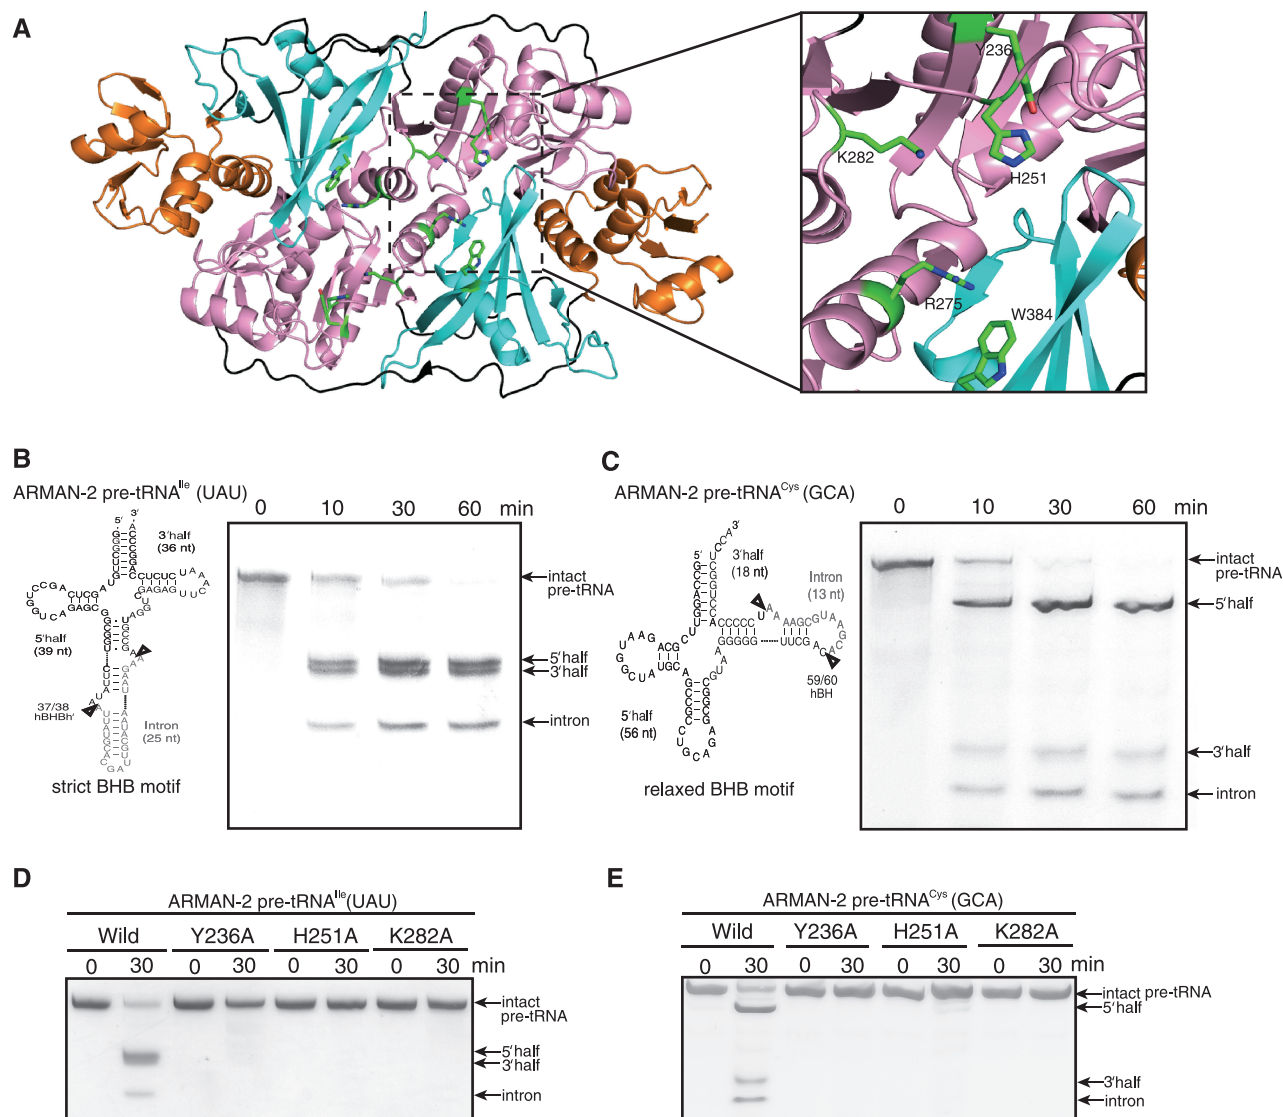 A
Y236
K282
H251
R275
W384
B
ARMAN-2 pre-tRNA^Ile (UAU)
0 10 30 60 min
5′
3′
3′half
(36 nt)
5′half
(39 nt)
37/38
hBHBh′
Intron
(25 nt)
strict BHB motif
intact
pre-tRNA
5′half
3′half
intron
C
ARMAN-2 pre-tRNA^Cys (GCA)
0 10 30 60 min
3′
5′
3′half
(18 nt)
Intron
(13 nt)
59/60
hBH
5′half
(56 nt)
relaxed BHB motif
intact
pre-tRNA
5′half
3′half
intron
D
ARMAN-2 pre-tRNA^Ile(UAU)
Wild Y236A H251A K282A
0 30 0 30 0 30 0 30 min
intact
pre-tRNA
5′half
3′half
intron
E
ARMAN-2 pre-tRNA^Cys (GCA)
Wild Y236A H251A K282A
0 30 0 30 0 30 0 30 min
intact pre-tRNA
5′half
3′half
intron